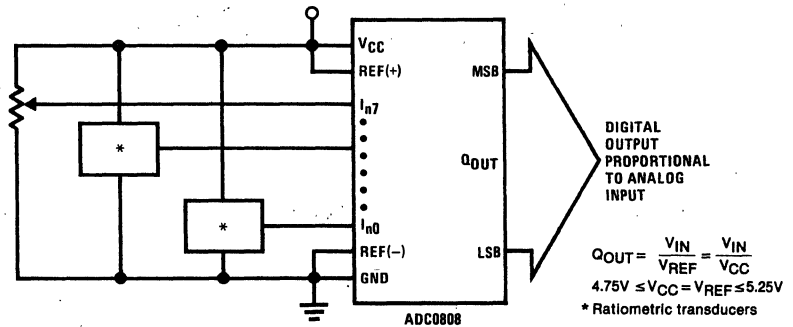 VCC
REF(+)
In7
*
*
In0
REF(−)
GND
MSB
QOUT
LSB
ADC0808
DIGITAL
OUTPUT
PROPORTIONAL
TO ANALOG
INPUT
QOUT = VIN/VREF = VIN/VCC
4.75V ≤ VCC = VREF ≤ 5.25V
* Ratiometric transducers